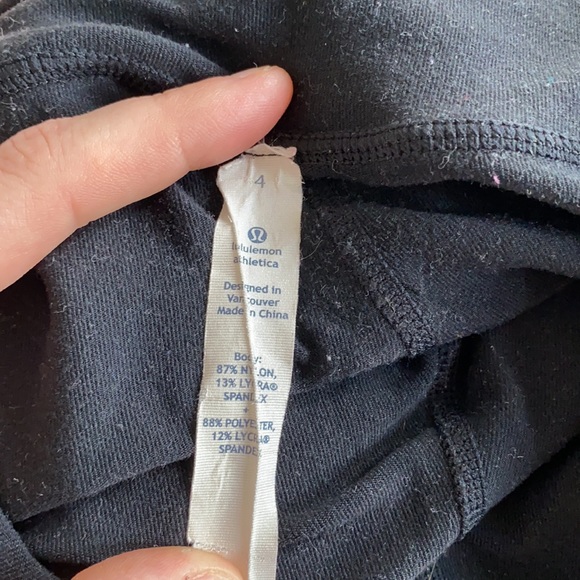 4
lululemon
athletica
Designed in
Vancouver
Made in China
Body:
87% NYLON,
13% LYCRA®
SPANDEX
+
88% POLYESTER,
12% LYCRA®
SPANDEX